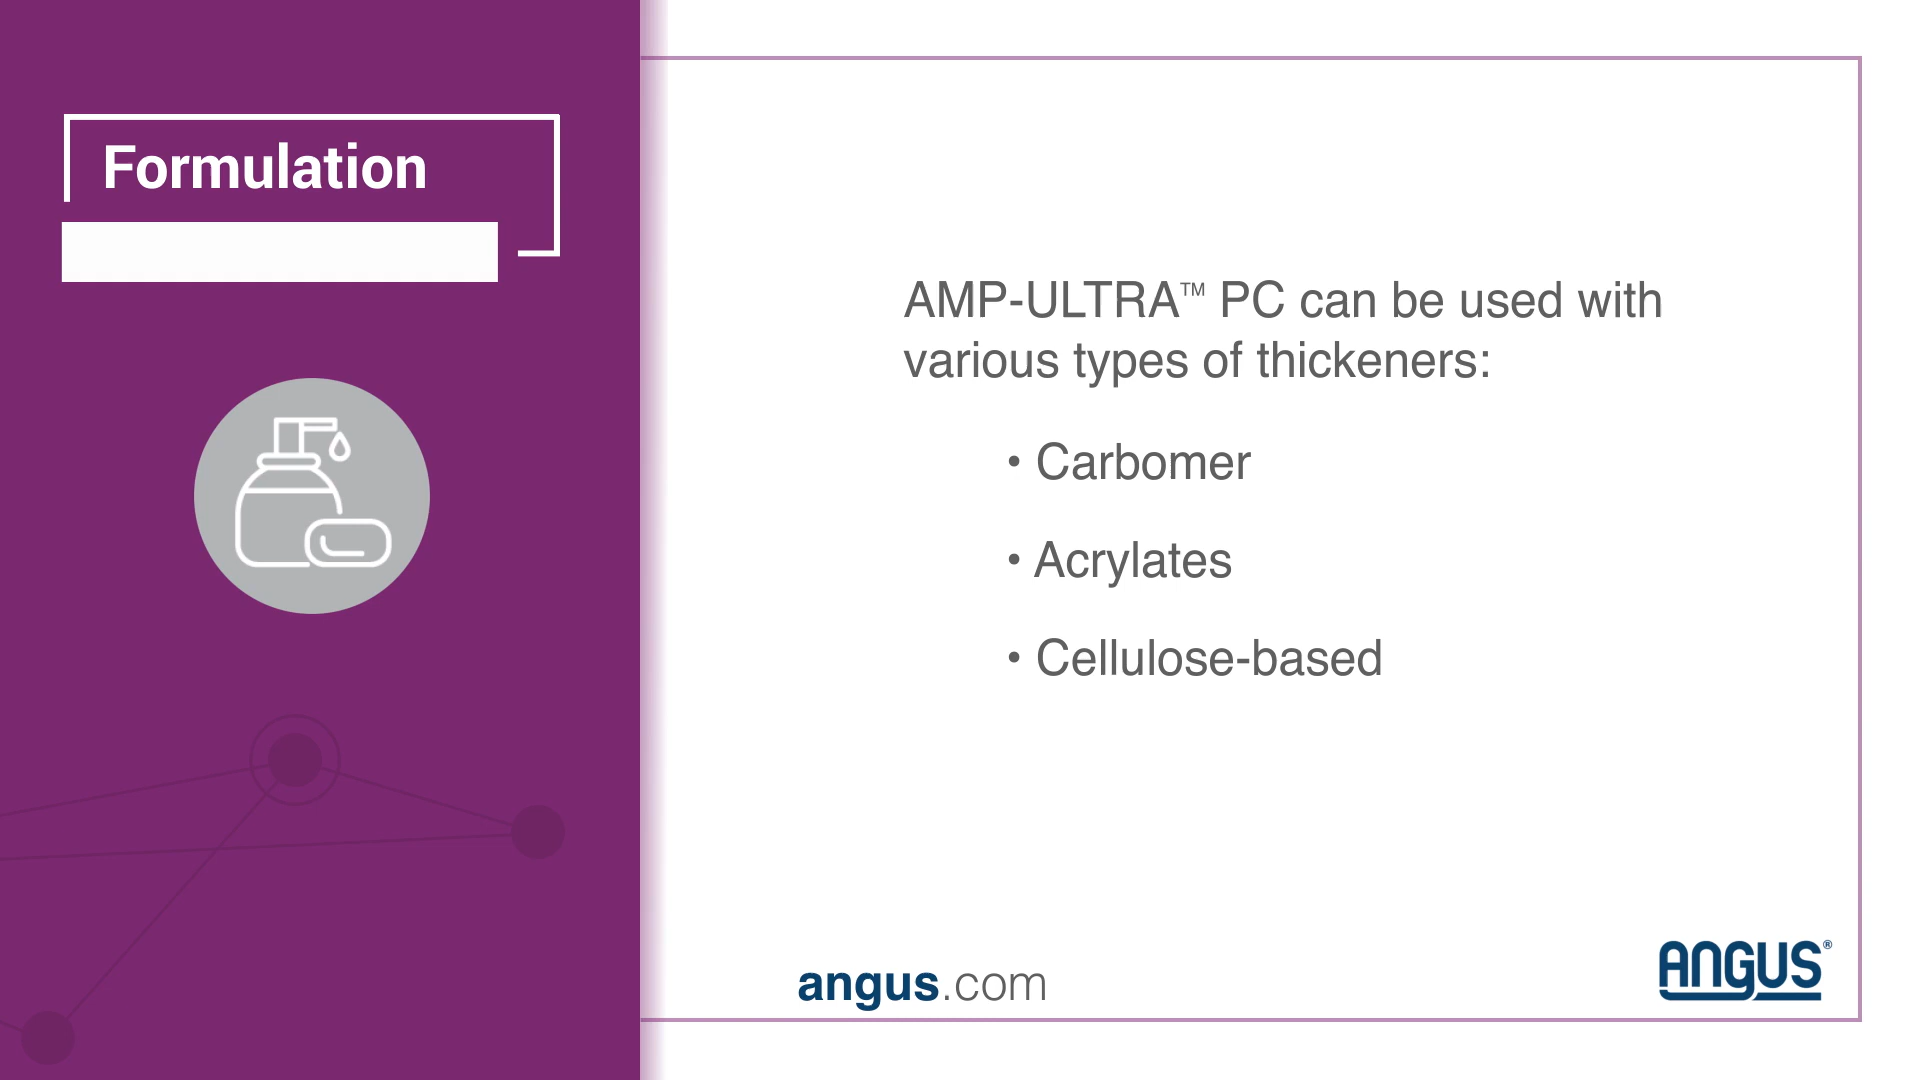 Formulation
AMP-ULTRA™ PC can be used with
various types of thickeners:
• Carbomer
• Acrylates
• Cellulose-based
angus.com
ANGUS®